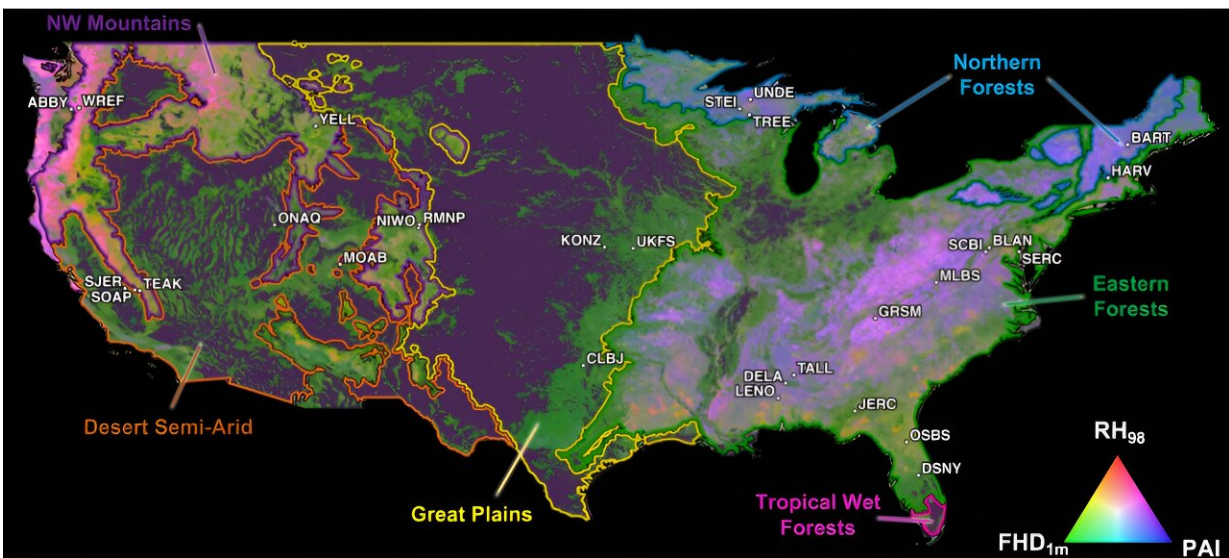 NW Mountains
Northern
Forests
ABBY WREF
STEI UNDE
TREE
YELL
BART
HARV
ONAQ
NIWO RMNP
KONZ UKFS
SCBI BLAN
SERC
MOAB
MLBS
SJER TEAK
SOAP
Eastern
Forests
GRSM
CLBJ
DELA TALL
LENO
JERC
Desert Semi-Arid
OSBS
RH98
DSNY
Great Plains
Tropical Wet
Forests
FHD1m PAI